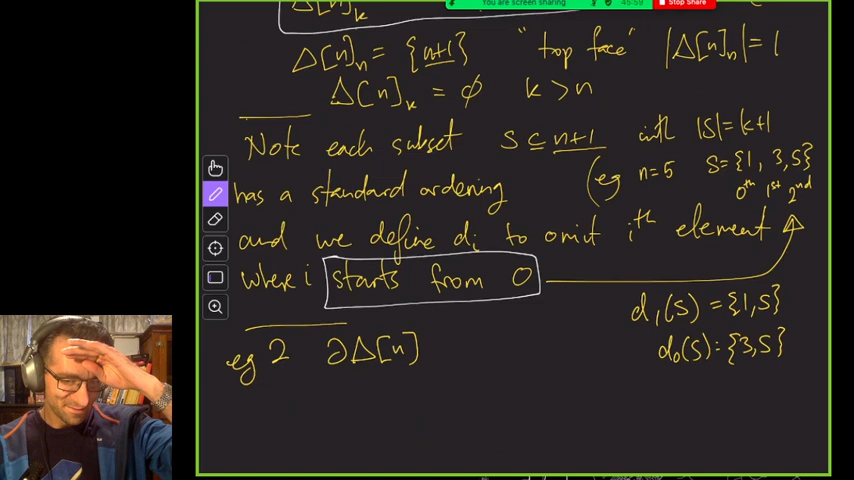 You are screen sharing 45:59 Stop Share
Δ[n]ₖ
Δ[n]ₙ = {n+1} "top face" |Δ[n]ₙ| = 1
Δ[n]ₖ = ∅ k > n
Note each subset S ⊆ n+1 with |S| = k+1
(eg n=5 S = {1, 3, 5}
0th 1st 2nd
has a standard ordering
and we define dᵢ to omit ith element
where i starts from 0
d₁(S) = {1,5}
d₀(S) = {3,5}
eg 2 ∂Δ[n]